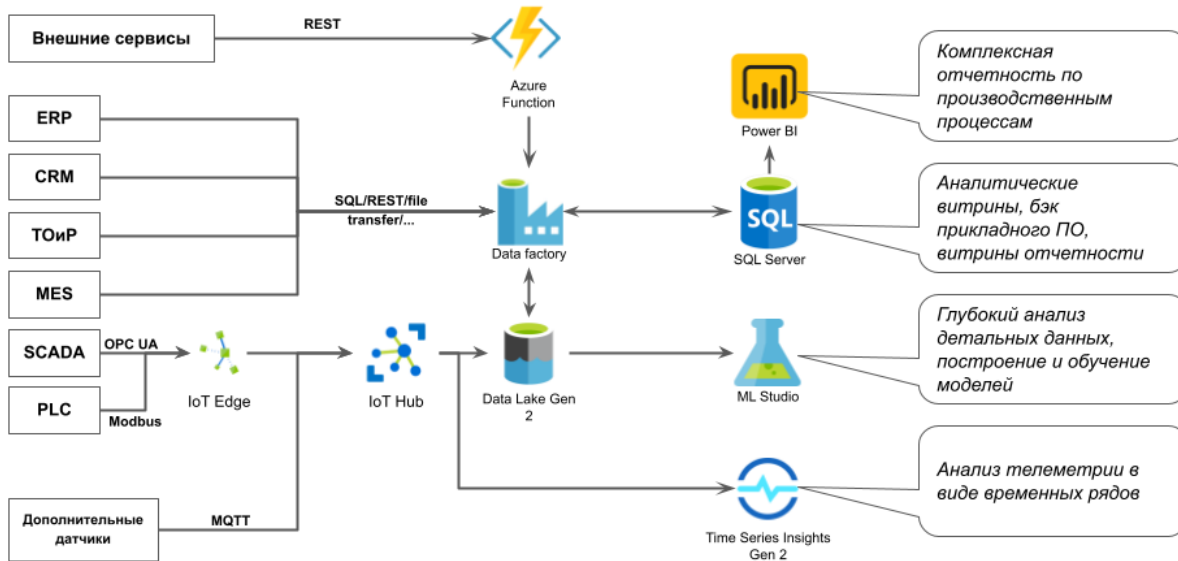 Внешние сервисы
REST
Azure
Function
Power BI
Комплексная
отчетность по
производственным
процессам
ERP
CRM
ТОиР
MES
SQL/REST/file
transfer/...
Data factory
SQL
SQL Server
Аналитические
витрины, бэк
прикладного ПО,
витрины отчетности
SCADA
OPC UA
PLC
Modbus
IoT Edge
IoT Hub
Data Lake Gen
2
ML Studio
Глубокий анализ
детальных данных,
построение и обучение
моделей
Дополнительные
датчики
MQTT
Time Series Insights
Gen 2
Анализ телеметрии в
виде временных рядов